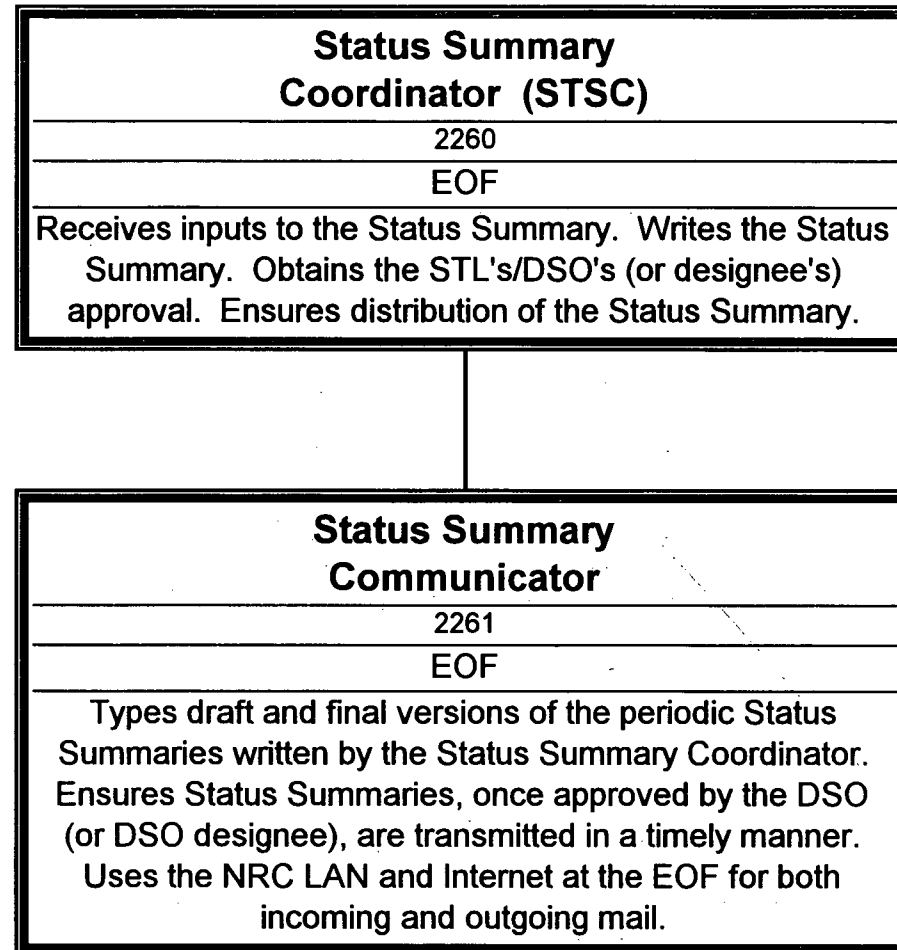 Status Summary
Coordinator (STSC)
2260
EOF
Receives inputs to the Status Summary. Writes the Status
Summary. Obtains the STL's/DSO's (or designee's)
approval. Ensures distribution of the Status Summary.
Status Summary
Communicator
2261
EOF
Types draft and final versions of the periodic Status
Summaries written by the Status Summary Coordinator.
Ensures Status Summaries, once approved by the DSO
(or DSO designee), are transmitted in a timely manner.
Uses the NRC LAN and Internet at the EOF for both
incoming and outgoing mail.